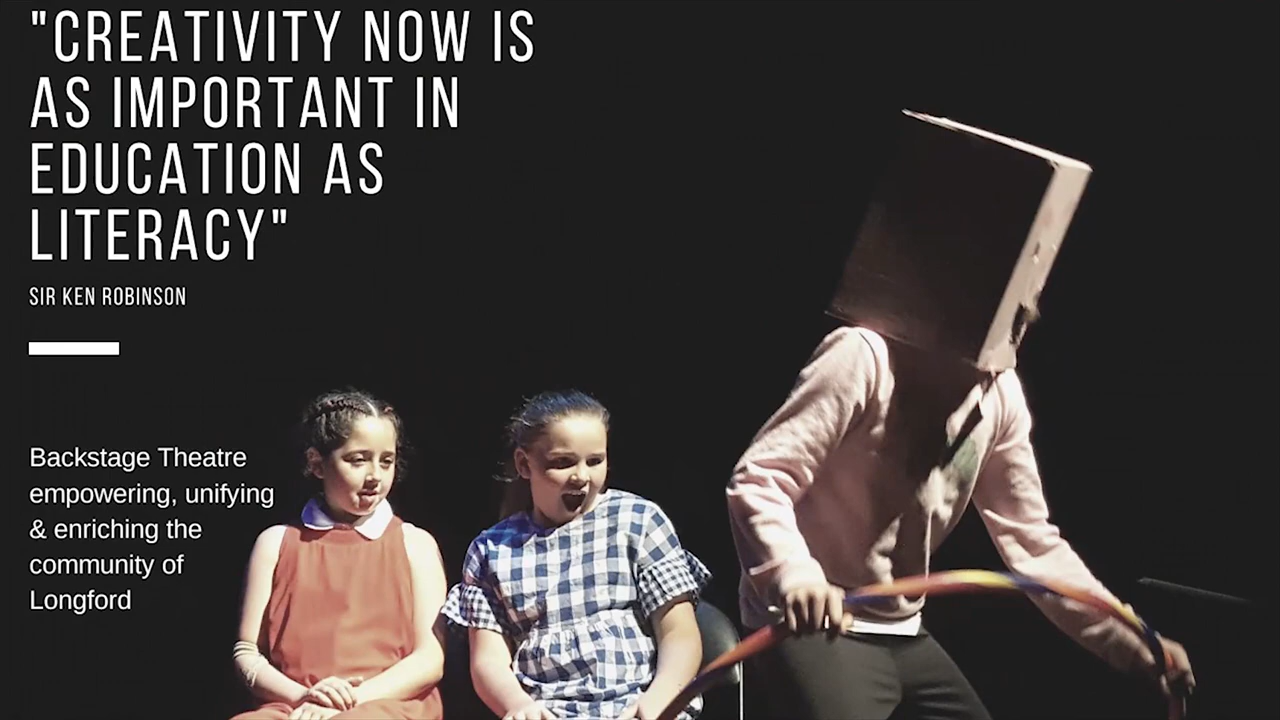 "CREATIVITY NOW IS
AS IMPORTANT IN
EDUCATION AS
LITERACY"
SIR KEN ROBINSON
Backstage Theatre
empowering, unifying
& enriching the
community of
Longford